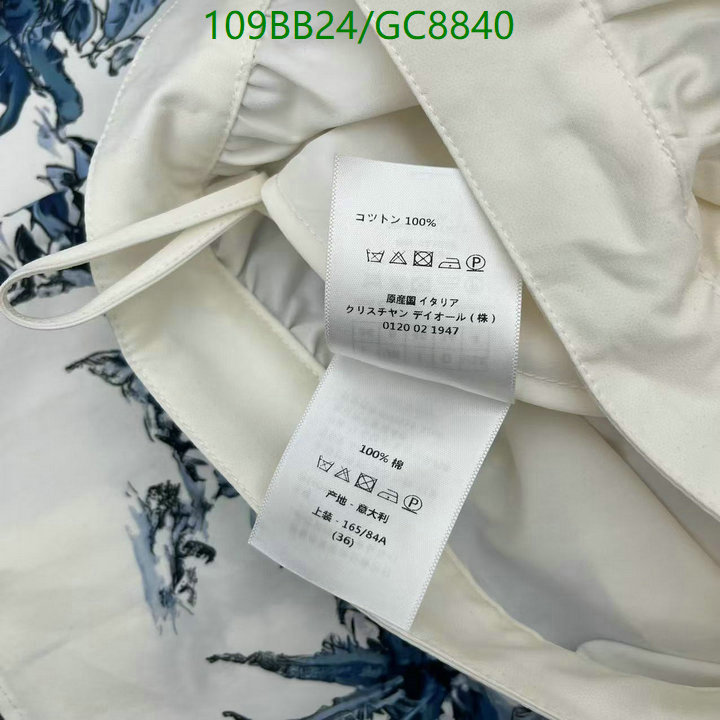 109BB24/GC8840
コツトン 100%
原産国 イタリア
クリスチャン デイオール ( 株 )
0120 02 1947
100% 棉
产地 - 意大利
上装 - 165/84A
(36)